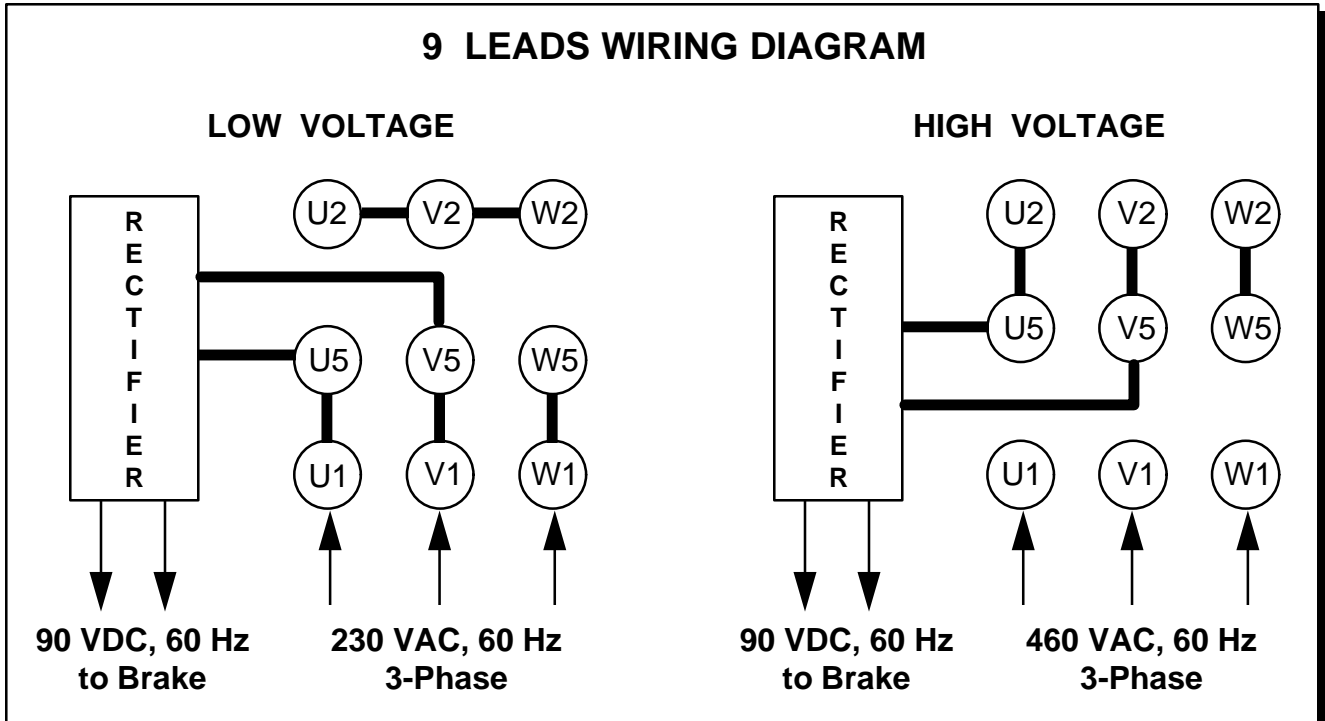 9 LEADS WIRING DIAGRAM
LOW VOLTAGE
RECTIFIER
U2 V2 W2
U5 V5 W5
U1 V1 W1
90 VDC, 60 Hz
to Brake
230 VAC, 60 Hz
3-Phase
HIGH VOLTAGE
RECTIFIER
U2 V2 W2
U5 V5 W5
U1 V1 W1
90 VDC, 60 Hz
to Brake
460 VAC, 60 Hz
3-Phase